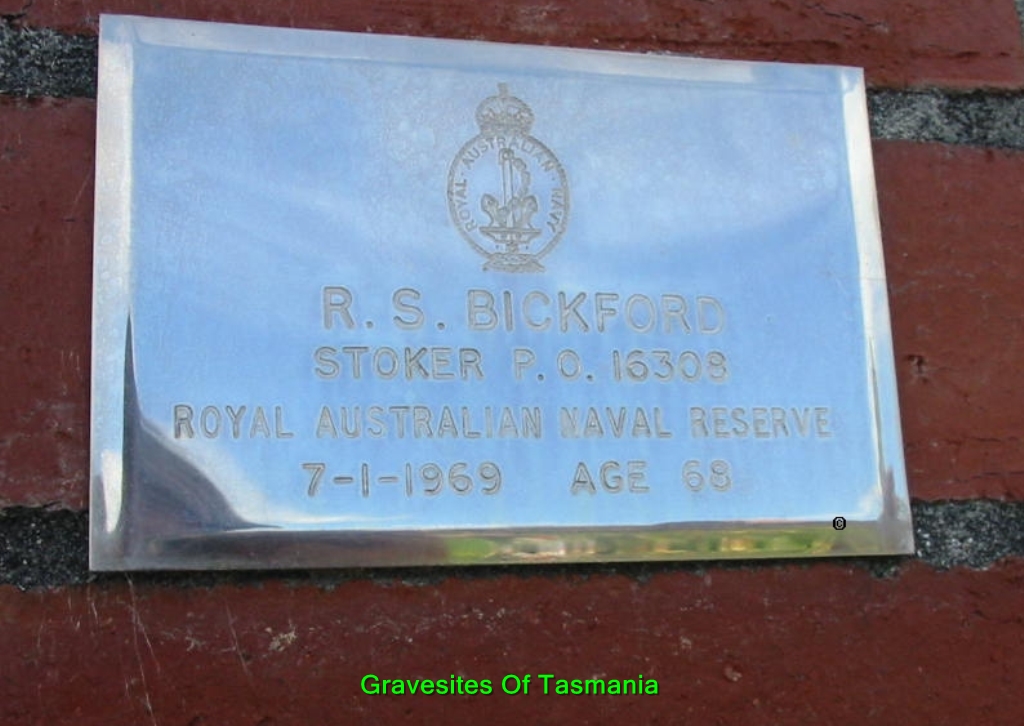 ROYAL AUSTRALIAN NAVY
R. S. BICKFORD
STOKER P. O. 16308
ROYAL AUSTRALIAN NAVAL RESERVE
7-1-1969 AGE 68
©
Gravesites Of Tasmania